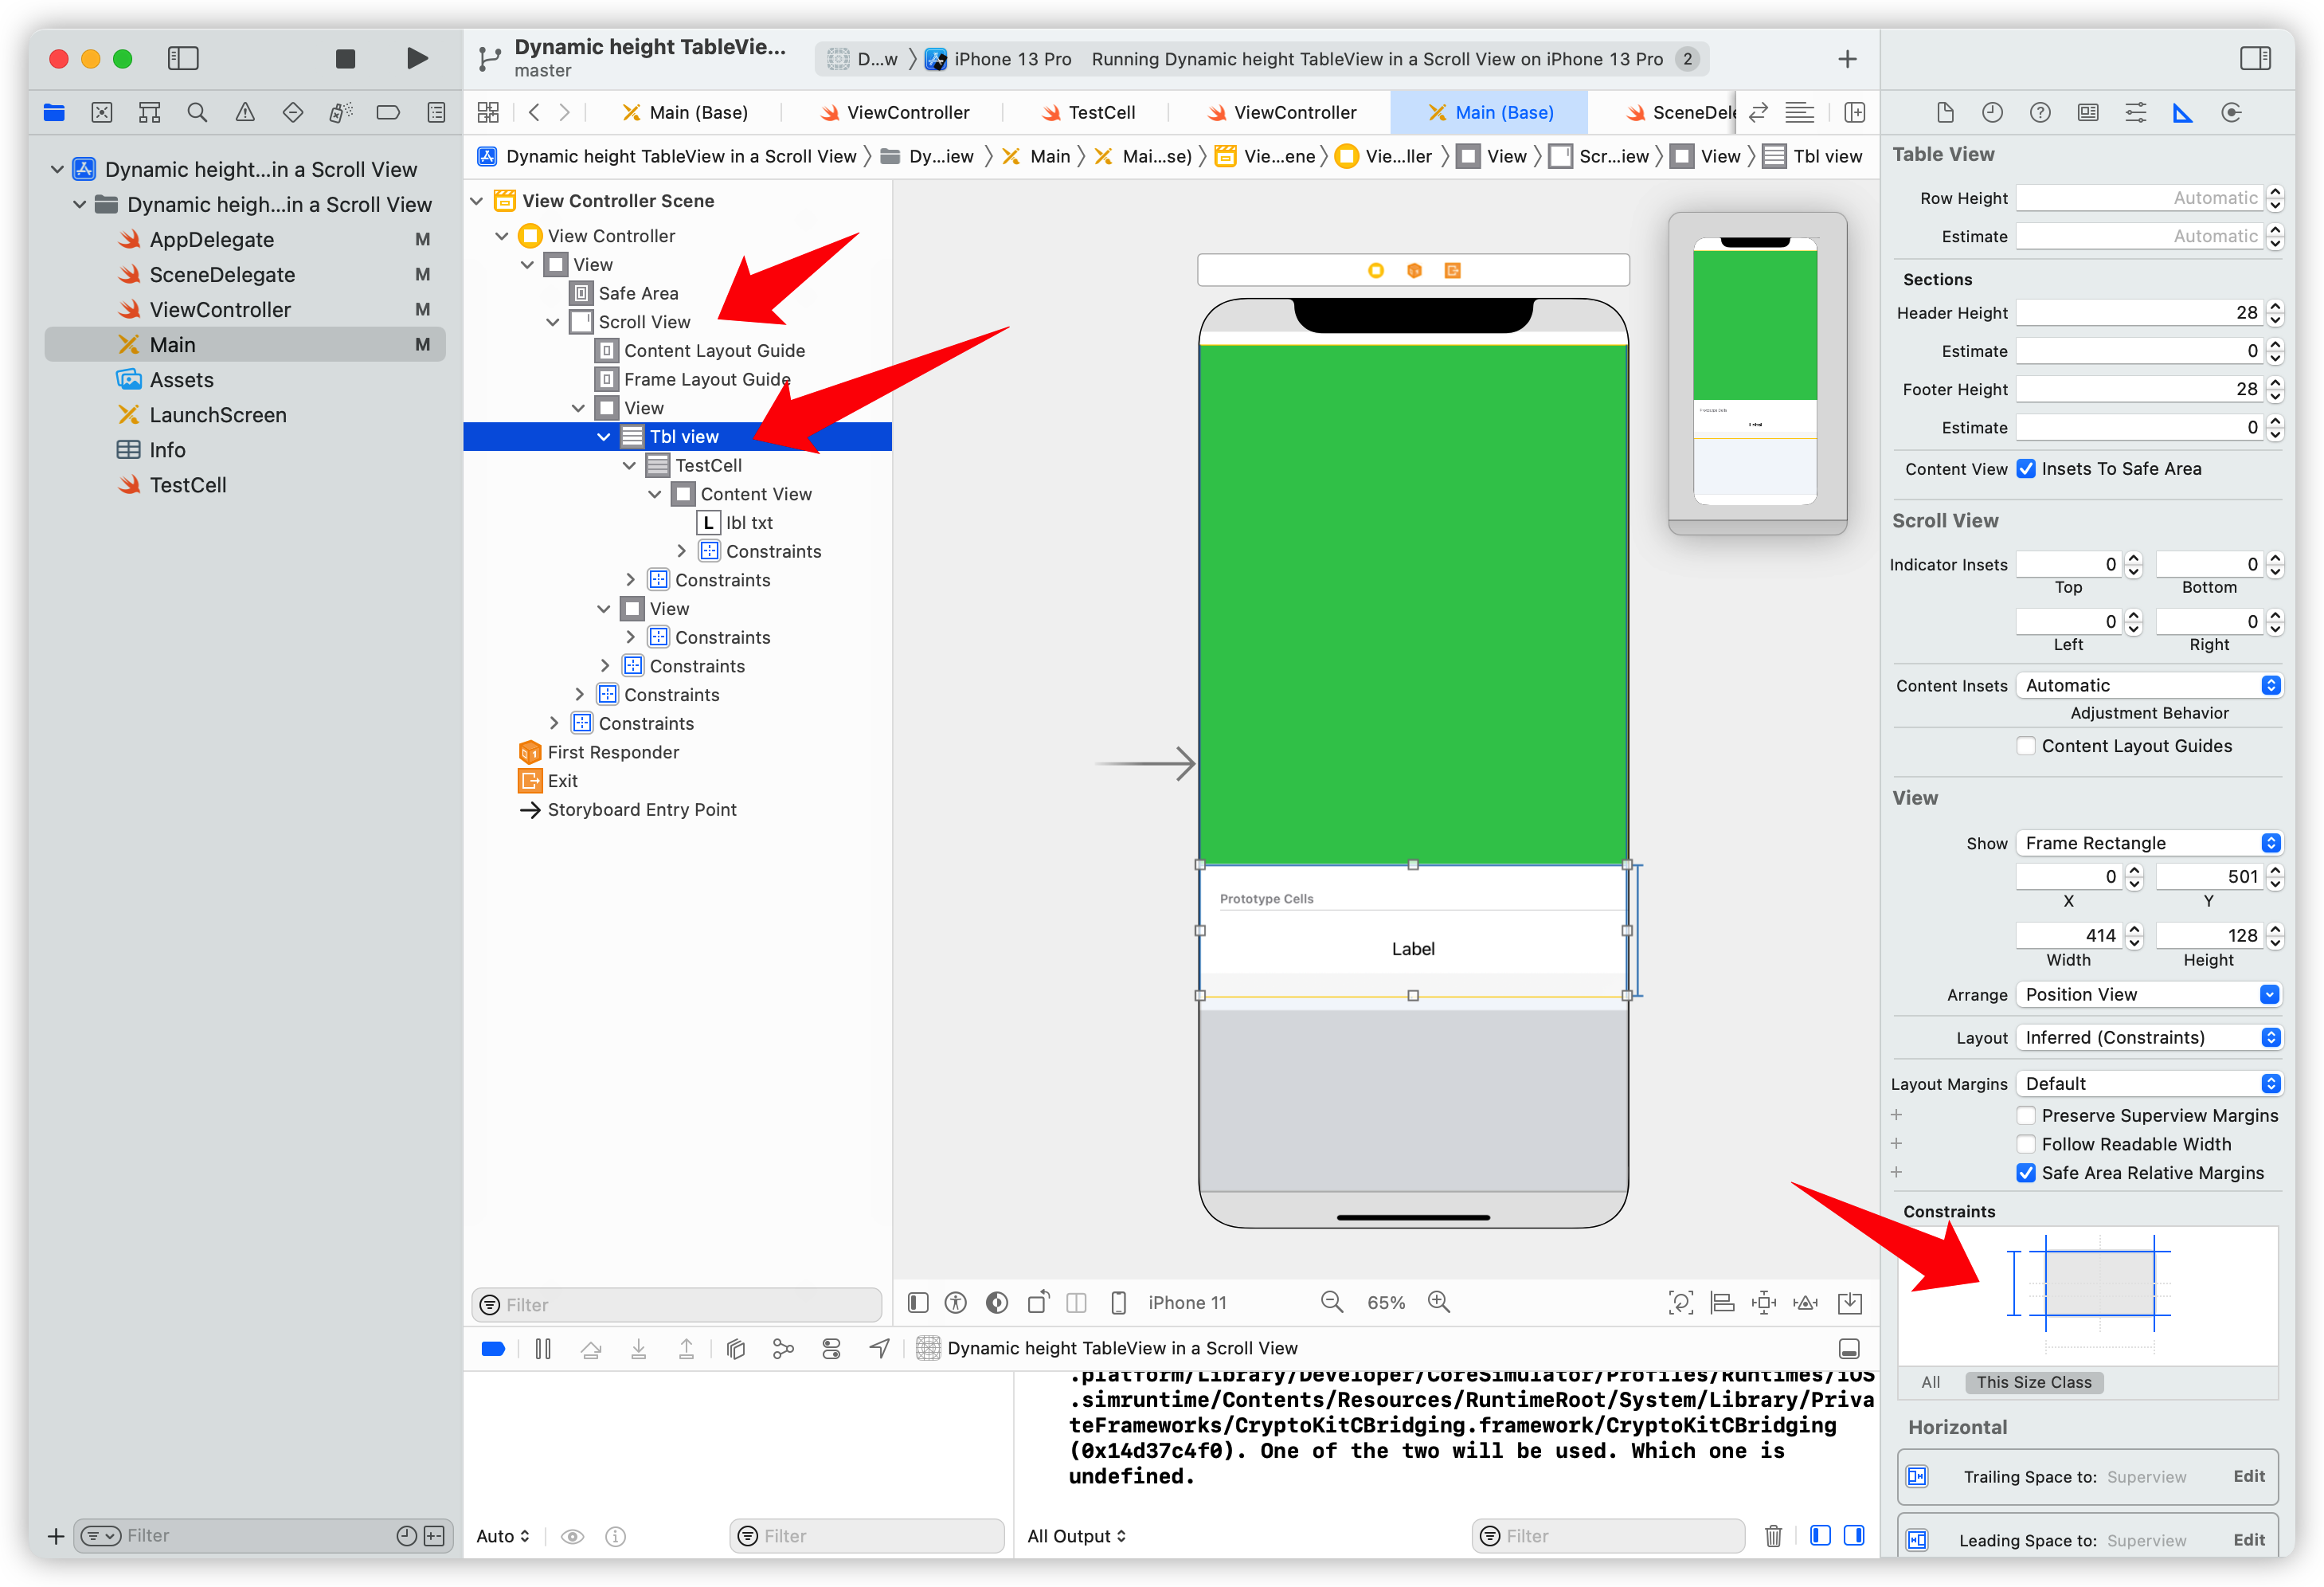 Dynamic height TableVie...
master
D...w
iPhone 13 Pro
Running Dynamic height TableView in a Scroll View on iPhone 13 Pro
2
Main (Base)
ViewController
TestCell
ViewController
Main (Base)
SceneDele
Dynamic height TableView in a Scroll View
Dy...iew
Main
Mai...se)
Vie...ene
Vie...ller
View
Scr...iew
View
Tbl view
Dynamic height...in a Scroll View
Dynamic heigh...in a Scroll View
AppDelegate M
SceneDelegate M
ViewController M
Main M
Assets
LaunchScreen
Info
TestCell
Filter
View Controller Scene
View Controller
View
Safe Area
Scroll View
Content Layout Guide
Frame Layout Guide
View
Tbl view
TestCell
Content View
L lbl txt
Constraints
Constraints
View
Constraints
Constraints
Constraints
Constraints
First Responder
Exit
Storyboard Entry Point
Filter
Prototype Cells
Label
iPhone 11
65%
Dynamic height TableView in a Scroll View
.platform/Library/Developer/CoreSimulator/Profiles/Runtimes/iOS
.simruntime/Contents/Resources/RuntimeRoot/System/Library/Priva
teFrameworks/CryptoKitCBridging.framework/CryptoKitCBridging
(0x14d37c4f0). One of the two will be used. Which one is
undefined.
Auto
Filter
All Output
Filter
Table View
Row Height Automatic
Estimate Automatic
Sections
Header Height 28
Estimate 0
Footer Height 28
Estimate 0
Content View Insets To Safe Area
Scroll View
Indicator Insets 0 0
Top Bottom
0 0
Left Right
Content Insets Automatic
Adjustment Behavior
Content Layout Guides
View
Show Frame Rectangle
0 501
X Y
414 128
Width Height
Arrange Position View
Layout Inferred (Constraints)
Layout Margins Default
Preserve Superview Margins
Follow Readable Width
Safe Area Relative Margins
Constraints
All This Size Class
Horizontal
Trailing Space to: Superview Edit
Leading Space to: Superview Edit